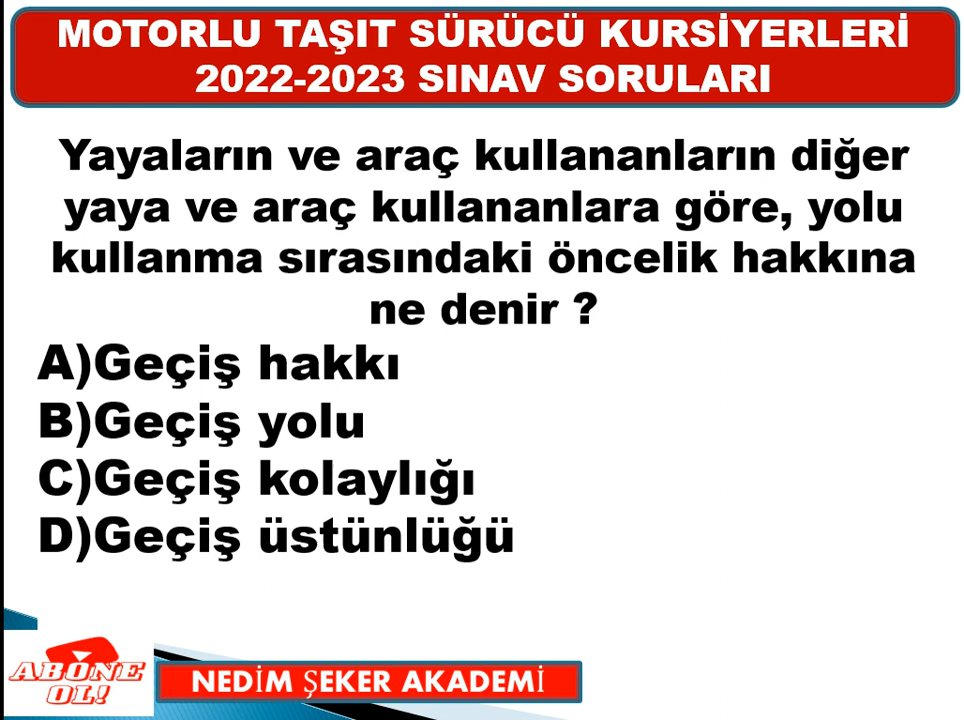 MOTORLU TAŞIT SÜRÜCÜ KURSİYERLERİ
2022-2023 SINAV SORULARI
Yayaların ve araç kullananların diğer
yaya ve araç kullananlara göre, yolu
kullanma sırasındaki öncelik hakkına
ne denir ?
A)Geçiş hakkı
B)Geçiş yolu
C)Geçiş kolaylığı
D)Geçiş üstünlüğü
ABONE
OL!
NEDİM ŞEKER AKADEMİ